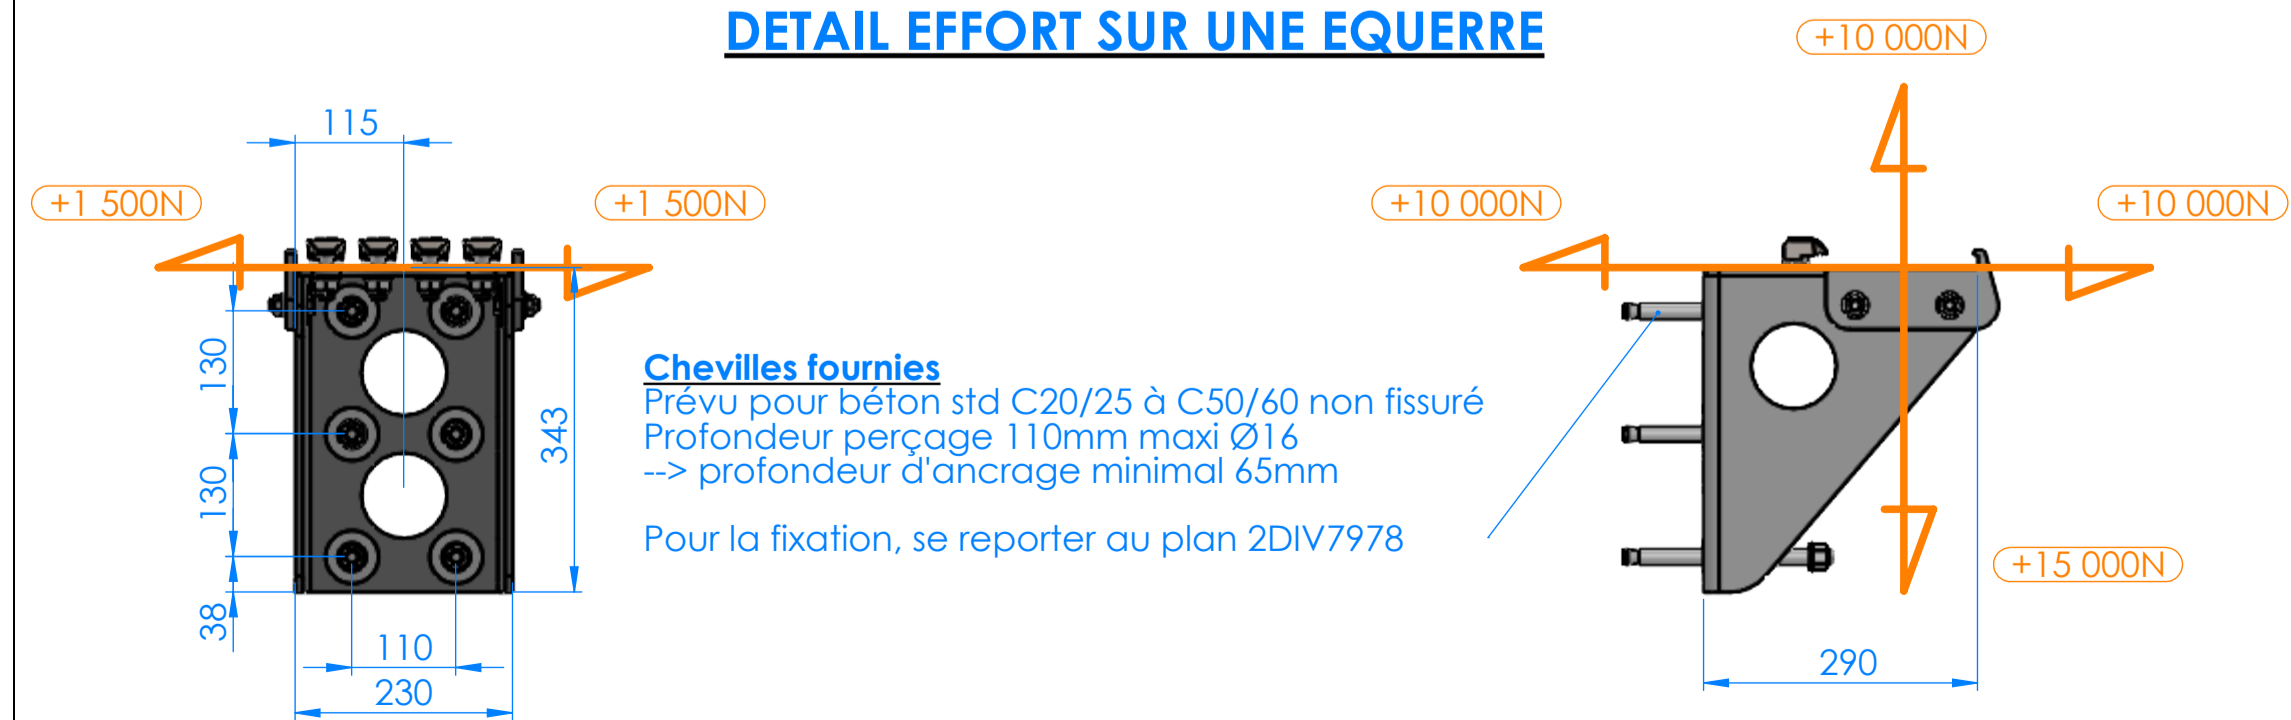 DETAIL EFFORT SUR UNE EQUERRE
+10 000N
115
+1 500N
+1 500N
+10 000N
+10 000N
130
130
38
343
110
230
Chevilles fournies
Prévu pour béton std C20/25 à C50/60 non fissuré
Profondeur perçage 110mm maxi Ø16
--> profondeur d'ancrage minimal 65mm
Pour la fixation, se reporter au plan 2DIV7978
+15 000N
290